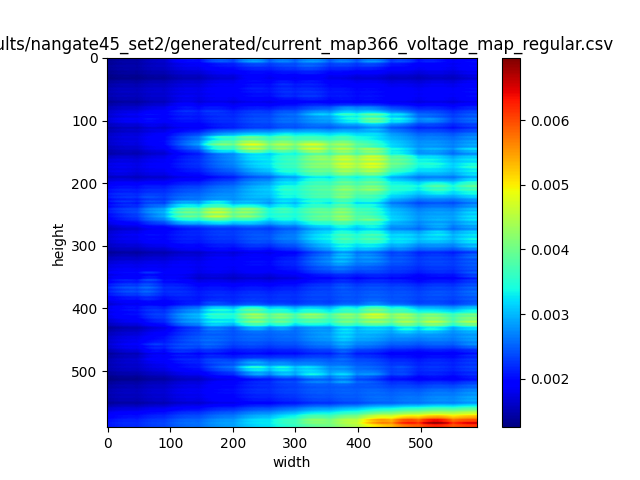 ults/nangate45_set2/generated/current_map366_voltage_map_regular.csv
0
100
200
300
400
500
height
0 100 200 300 400 500
width
0.006
0.005
0.004
0.003
0.002